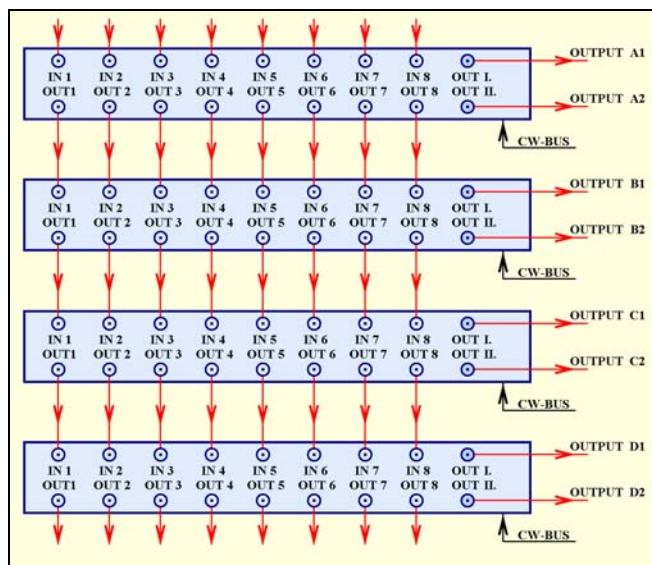 OUTPUT A1
IN 1 IN 2 IN 3 IN 4 IN 5 IN 6 IN 7 IN 8 OUT I.
OUT1 OUT 2 OUT 3 OUT 4 OUT 5 OUT 6 OUT 7 OUT 8 OUT II.
OUTPUT A2
CW-BUS
OUTPUT B1
IN 1 IN 2 IN 3 IN 4 IN 5 IN 6 IN 7 IN 8 OUT I.
OUT1 OUT 2 OUT 3 OUT 4 OUT 5 OUT 6 OUT 7 OUT 8 OUT II.
OUTPUT B2
CW-BUS
OUTPUT C1
IN 1 IN 2 IN 3 IN 4 IN 5 IN 6 IN 7 IN 8 OUT I.
OUT1 OUT 2 OUT 3 OUT 4 OUT 5 OUT 6 OUT 7 OUT 8 OUT II.
OUTPUT C2
CW-BUS
OUTPUT D1
IN 1 IN 2 IN 3 IN 4 IN 5 IN 6 IN 7 IN 8 OUT I.
OUT1 OUT 2 OUT 3 OUT 4 OUT 5 OUT 6 OUT 7 OUT 8 OUT II.
OUTPUT D2
CW-BUS